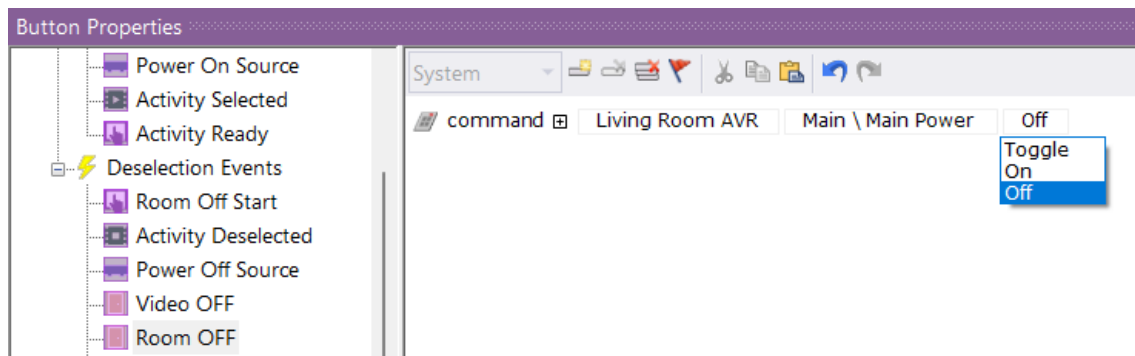 Button Properties
Power On Source
Activity Selected
Activity Ready
Deselection Events
Room Off Start
Activity Deselected
Power Off Source
Video OFF
Room OFF
System
command Living Room AVR Main \ Main Power Off
Toggle
On
Off